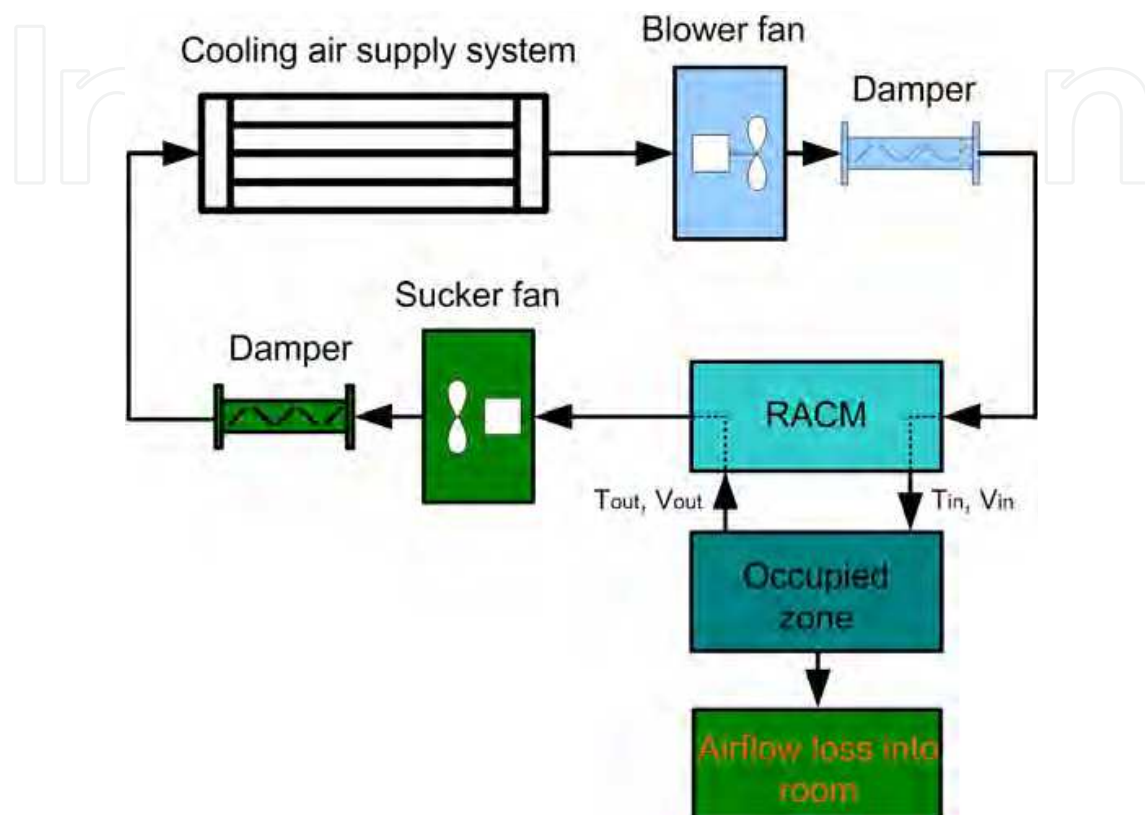 Cooling air supply system
Blower fan
Damper
Sucker fan
Damper
RACM
Tout, Vout
Tin, Vin
Occupied
zone
Airflow loss into
room